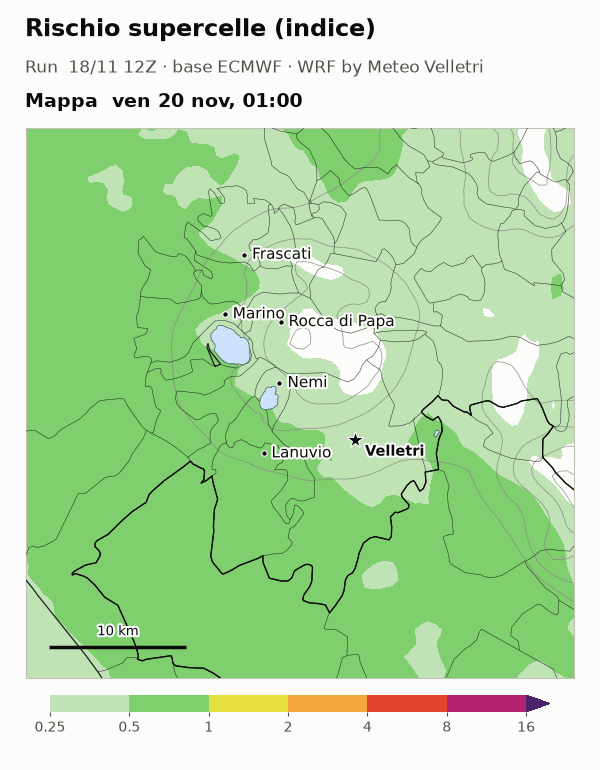 Rischio supercelle (indice)
Run  18/11 12Z · base ECMWF · WRF by Meteo Velletri
Mappa  ven 20 nov, 01:00
Frascati
Marino
Rocca di Papa
Nemi
Velletri
Lanuvio
10 km
0.25 0.5 1 2 4 8 16